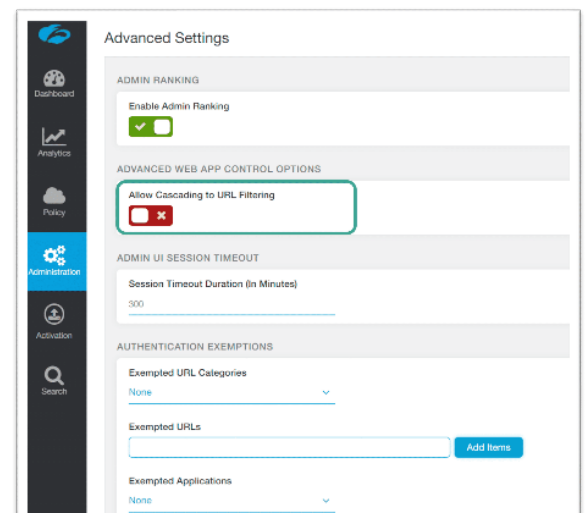 Advanced Settings
Dashboard
Analytics
Policy
Administration
Activation
Search
ADMIN RANKING
Enable Admin Ranking
ADVANCED WEB APP CONTROL OPTIONS
Allow Cascading to URL Filtering
ADMIN UI SESSION TIMEOUT
Session Timeout Duration (In Minutes)
300
AUTHENTICATION EXEMPTIONS
Exempted URL Categories
None
Exempted URLs
Add Items
Exempted Applications
None